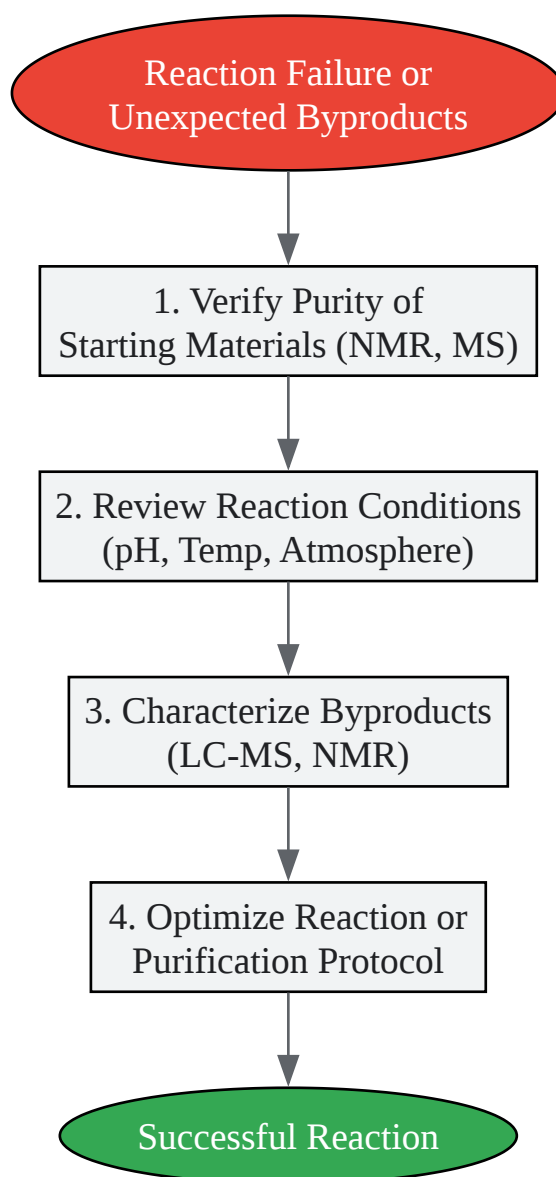 Reaction Failure or
Unexpected Byproducts
1. Verify Purity of
Starting Materials (NMR, MS)
2. Review Reaction Conditions
(pH, Temp, Atmosphere)
3. Characterize Byproducts
(LC-MS, NMR)
4. Optimize Reaction or
Purification Protocol
Successful Reaction